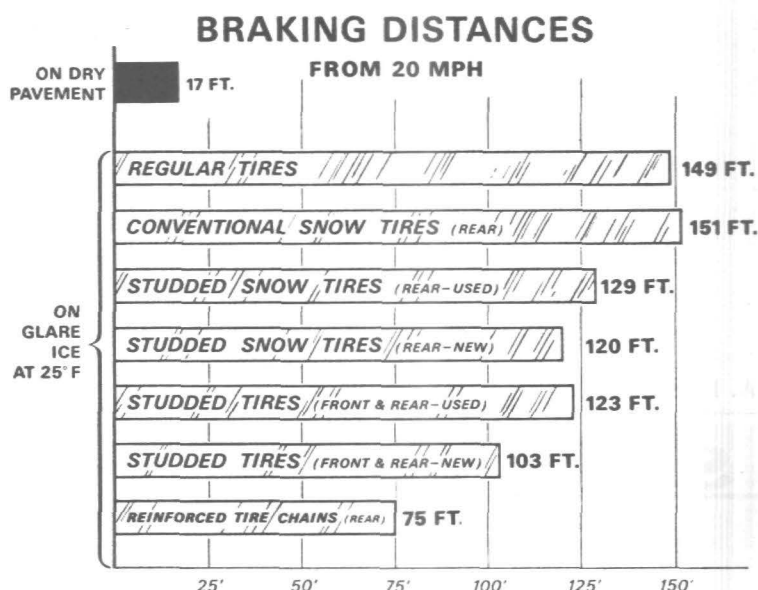 BRAKING DISTANCES
FROM 20 MPH
ON DRY
PAVEMENT
17 FT.
REGULAR TIRES
149 FT.
CONVENTIONAL SNOW TIRES (REAR)
151 FT.
STUDDED SNOW TIRES (REAR-USED)
129 FT.
ON
GLARE
ICE
AT 25°F
STUDDED SNOW TIRES (REAR-NEW)
120 FT.
STUDDED TIRES (FRONT & REAR-USED)
123 FT.
STUDDED TIRES (FRONT & REAR-NEW)
103 FT.
REINFORCED TIRE CHAINS (REAR)
75 FT.
25' 50' 75' 100' 125' 150'